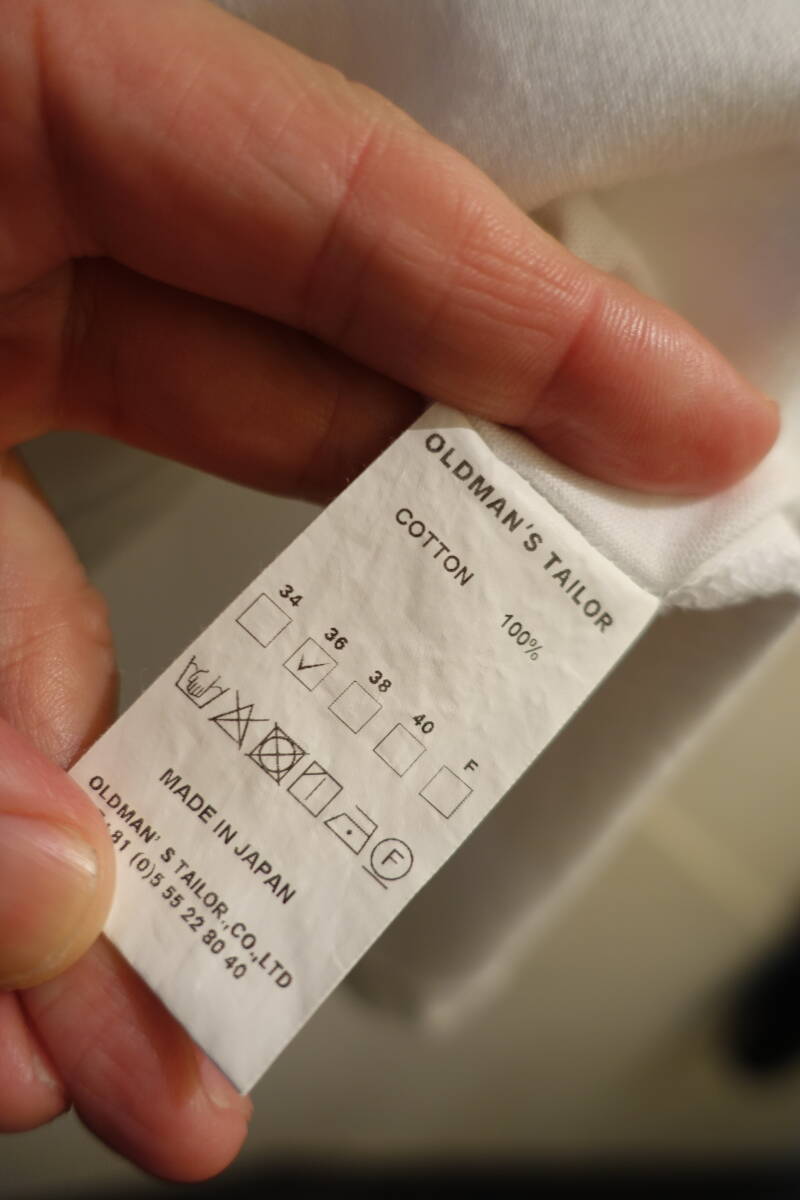 OLDMAN'S TAILOR
COTTON 100%
34 36 38 40 F
F
MADE IN JAPAN
OLDMAN' S TAILOR.,CO.,LTD
81 (0)5 55 22 80 40